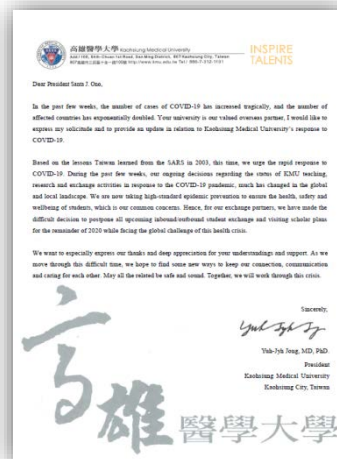 高雄醫學大學 Kaohsiung Medical University
INSPIRE
TALENTS
Dear President Saint J. One,
In the past few weeks, the number of cases of COVID-19 has increased tragically, and the number of
affected countries has exponentially doubled. Your university is our valued overseas partner, I would like to
express my solicitude and to provide an update in relation to Kaohsiung Medical University's response to
COVID-19.
Based on the lessons Taiwan learned from the SARS in 2003, this time, we urge the rapid response to
COVID-19. During the past few weeks, our ongoing decisions regarding the status of KMU teaching,
research and exchange activities in response to the COVID-19 pandemic, much has changed in the global
and local landscape. We are now taking high-standard epidemic prevention to ensure the health, safety and
wellbeing of students, which is our common concerns. Hence, for our exchange partners, we have made the
difficult decision to postpone all upcoming inbound/outbound student exchange and visiting scholar plans
for the remainder of 2020 while facing the global challenge of this health crisis.
We want to especially express our thanks and deep appreciation for your understandings and support. As we
move through this difficult time, we hope to find some new ways to keep our connection, communication
and caring for each other. May all the related be safe and sound. Together, we will work through this crisis.
Sincerely,
Yuh-Jyh Jong
Yuh-Jyh Jong, MD, PhD.
President
Kaohsiung Medical University
Kaohsiung City, Taiwan
高雄醫學大學